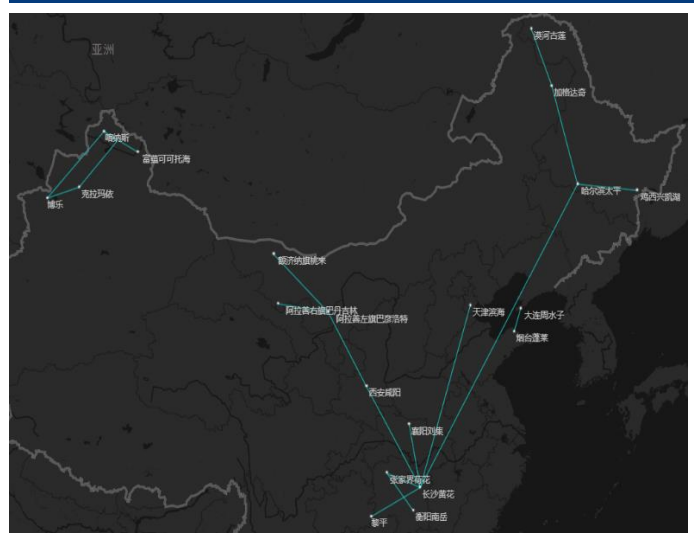 漠河古莲
亚洲
加格达奇
喀纳斯
富蕴可可托海
克拉玛依
哈尔滨太平
鸡西兴凯湖
博乐
额济纳旗桃来
阿拉善右旗巴丹吉林
阿拉善左旗巴彦浩特
天津滨海
大连周水子
烟台蓬莱
西安咸阳
襄阳刘集
张家界荷花
长沙黄花
黎平
衡阳南岳